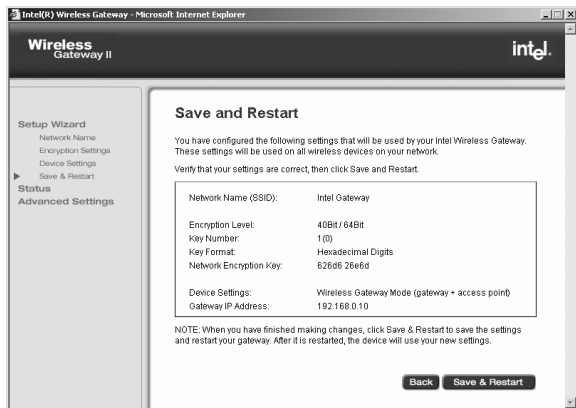 Intel(R) Wireless Gateway - Microsoft Internet Explorer
Wireless
Gateway II
intel.
Setup Wizard
Network Name
Encryption Settings
Device Settings
Save & Restart
Status
Advanced Settings
Save and Restart
You have configured the following settings that will be used by your Intel Wireless Gateway.
These settings will be used on all wireless devices on your network.
Verify that your settings are correct, then click Save and Restart.
Network Name (SSID): Intel Gateway
Encryption Level: 40Bit / 64Bit
Key Number: 1(0)
Key Format: Hexadecimal Digits
Network Encryption Key: 626d6 26e6d
Device Settings: Wireless Gateway Mode (gateway + access point)
Gateway IP Address: 192.168.0.10
NOTE: When you have finished making changes, click Save & Restart to save the settings
and restart your gateway. After it is restarted, the device will use your new settings.
Back Save & Restart